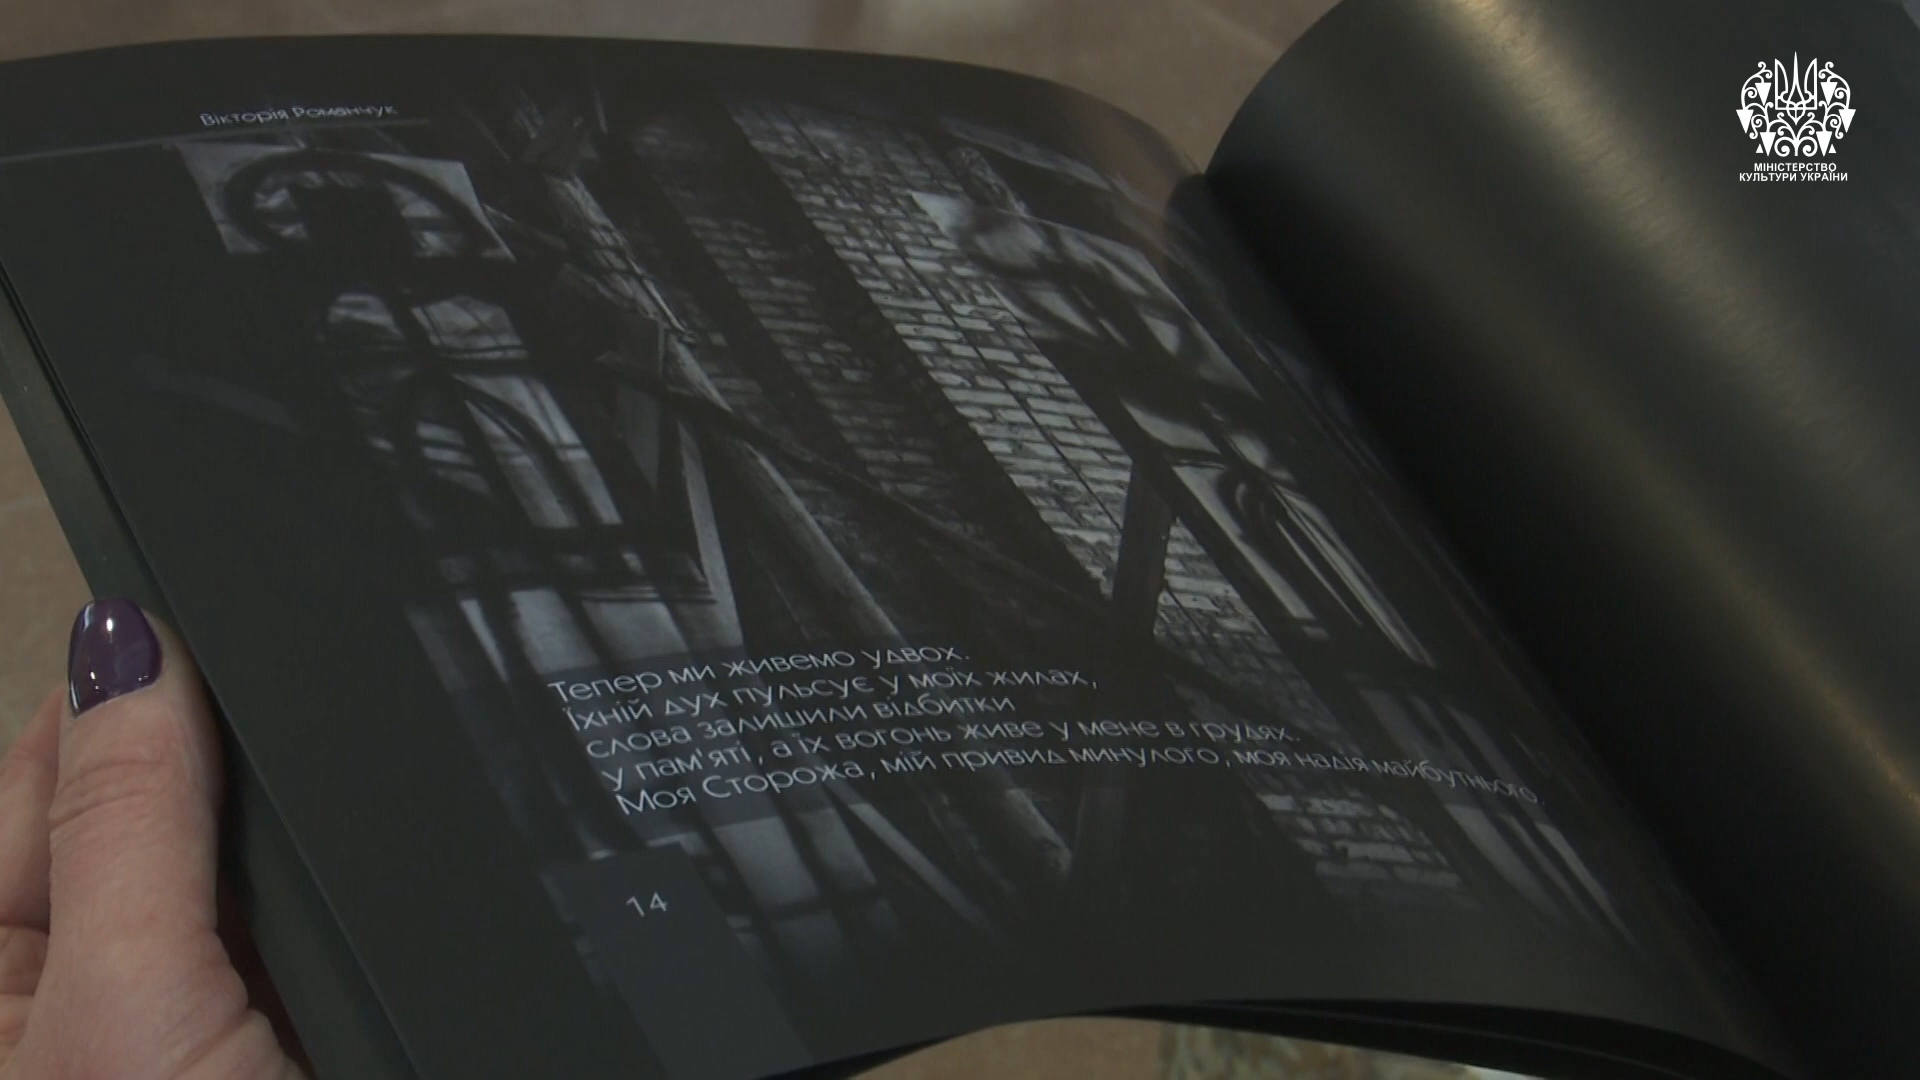 Вікторія Романчук
МІНІСТЕРСТВО
КУЛЬТУРИ УКРАЇНИ
Тепер ми живемо удвох.
Їхній дух пульсує у моїх жилах,
слова залишили відбитки
у пам'яті, а їх вогонь живе у мене в грудях.
Моя Сторожа, мій привид минулого, моя надія майбутнього.
14